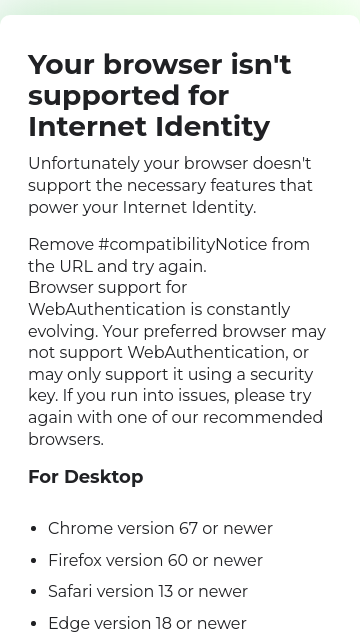 Your browser isn't
supported for
Internet Identity
Unfortunately your browser doesn't
support the necessary features that
power your Internet Identity.
Remove #compatibilityNotice from
the URL and try again.
Browser support for
WebAuthentication is constantly
evolving. Your preferred browser may
not support WebAuthentication, or
may only support it using a security
key. If you run into issues, please try
again with one of our recommended
browsers.
For Desktop
• Chrome version 67 or newer
• Firefox version 60 or newer
• Safari version 13 or newer
• Edge version 18 or newer